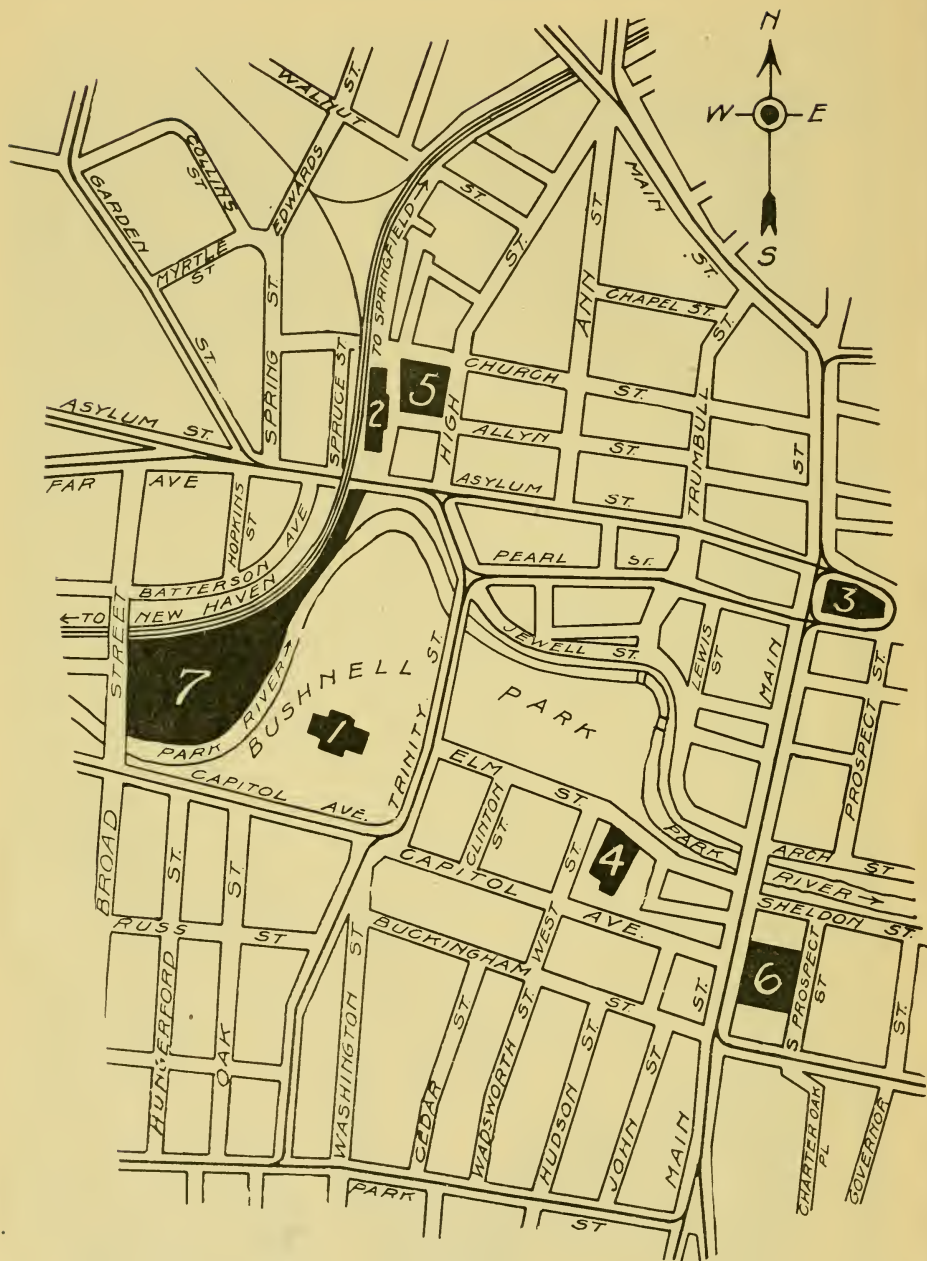 N
W E
S
WALNUT
ST.
COLLINS
ST
EDWARDS
GARDEN
ST.
MYRTLE
ST
SPRING
ST.
SPRUCE ST.
TO SPRINGFIELD →
ST.
HIGH
ST.
ANN
ST
MAIN
ST.
CHAPEL ST.
TRUMBULL
ST.
CHURCH
ST.
2
5
ALLYN
ST.
ASYLUM
ST.
ASYLUM
ST.
ST
FAR AVE
HOPKINS
ST
BATTERSON AVE
← TO NEW HAVEN
PEARL ST.
3
JEWELL ST.
LEWIS
ST
MAIN
PROSPECT
ST.
BROAD
STREET
7
PARK RIVER →
BUSHNELL
PARK
1
TRINITY
ST.
CAPITOL AVE.
ELM
ST.
CLINTON
ST.
4
WEST
ST.
PARK
RIVER →
ARCH ST
SHELDON ST.
CAPITOL
AVE.
BUCKINGHAM
ST.
6
S PROSPECT
ST
ST.
RUSS ST
HUNGERFORD
ST.
OAK
ST
WASHINGTON
ST
CEDAR
ST.
WADSWORTH
ST.
HUDSON
ST.
JOHN
ST
MAIN
ST.
CHARTER OAK
PL
GOVERNOR
PARK
ST